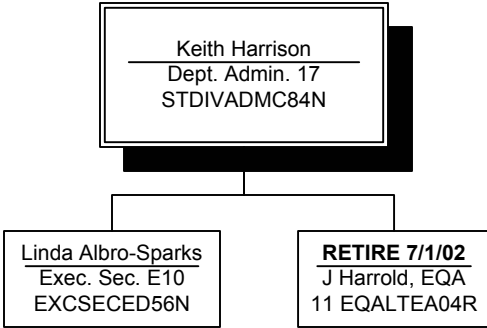 Keith Harrison
Dept. Admin. 17
STDIVADMC84N
Linda Albro-Sparks
Exec. Sec. E10
EXCSECED56N
RETIRE 7/1/02
J Harrold, EQA
11 EQALTEA04R